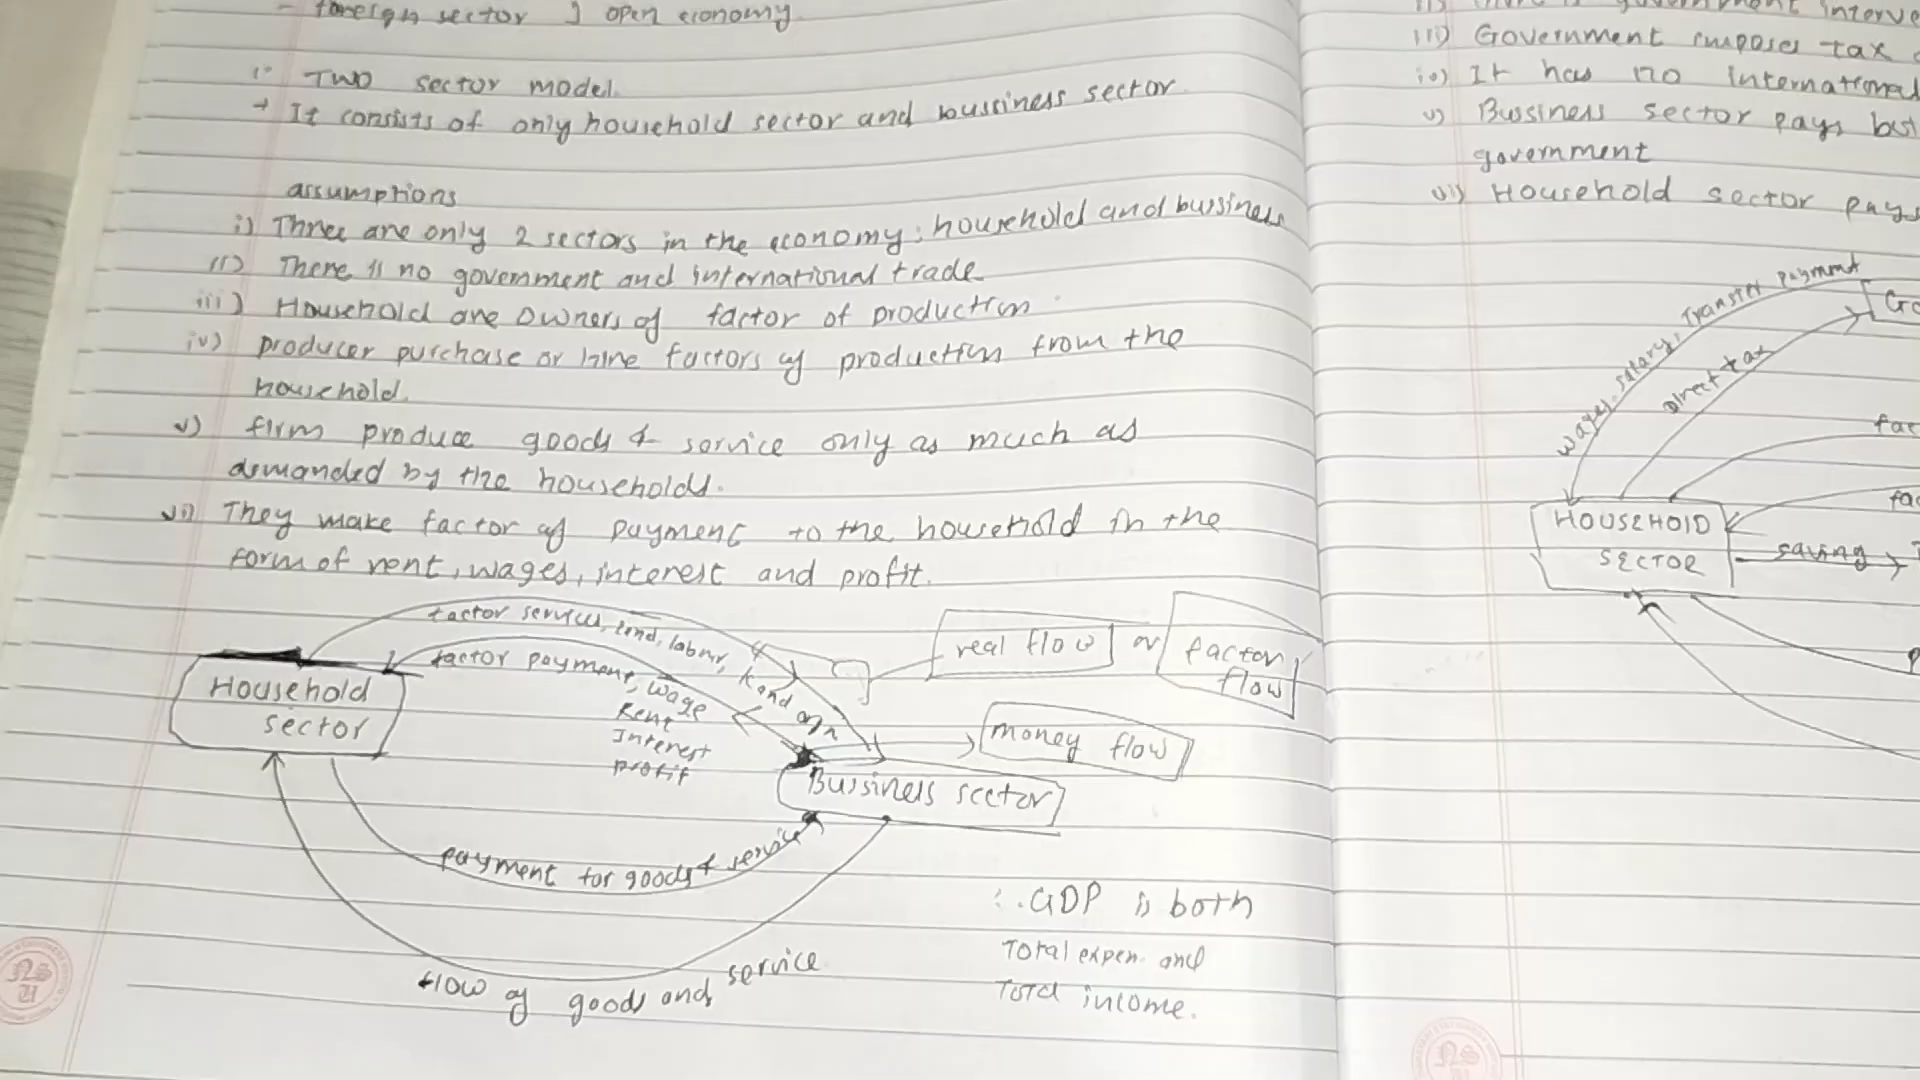 - foreign sector } open economy.
i. Two sector model.
→ It consists of only household sector and bussiness sector
assumptions
i) Three are only 2 sectors in the economy; household and bussiness
ii) There is no government and international trade
iii) Household are owners of factor of production.
iv) producer purchase or hire factors of production from the
household.
v) firm produce goods & service only as much as
demanded by the households.
vi) They make factor of payment to the household in the
form of rent, wages, interest and profit.
factor services, land, labour, k and orgn
factor payment, wage
Rent
Interest
profit
real flow or factor
flow
money flow
Household
sector
Bussiness sector
payment for goods & service
flow of goods and service
∴ GDP is both
Total expen. and
Total income.
government
iii) Government imposes tax
iv) It has no international
v) Bussiness sector pays
government
vi) Household sector pays
wages, salary, Transfer payment
Direct tax
HOUSEHOLD
SECTOR
saving